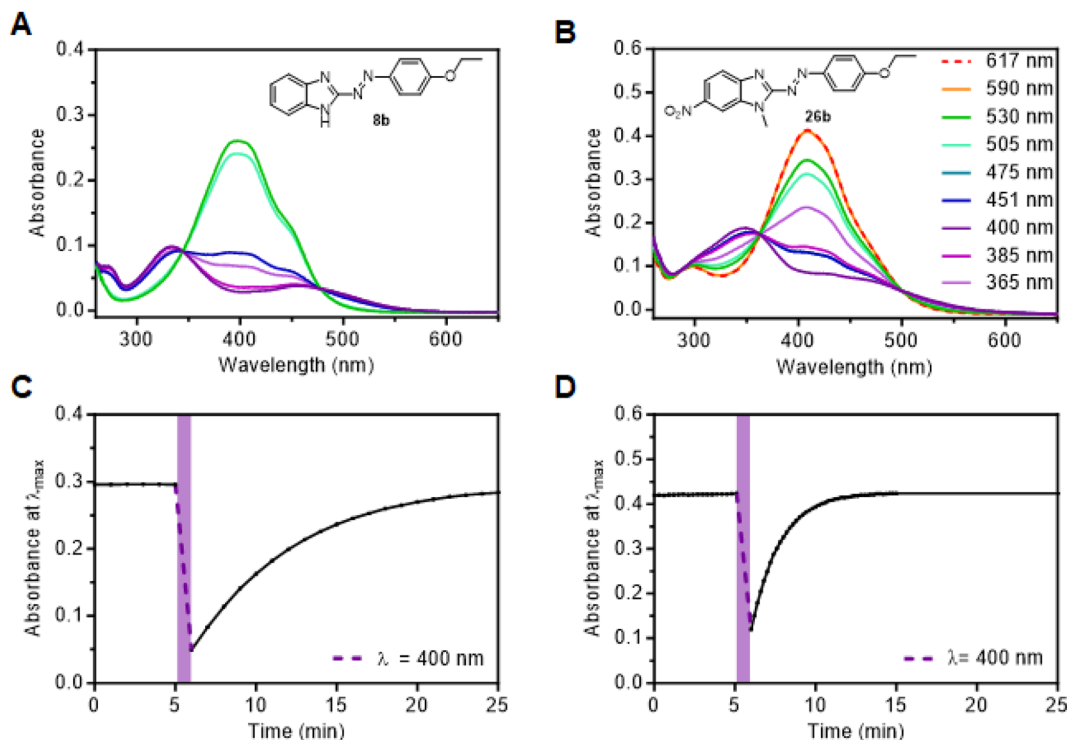 A
0.4
0.3
0.2
0.1
0.0
Absorbance
300
400
500
600
Wavelength (nm)
N
N
H
N
N
O
8b
B
0.6
0.5
0.4
0.3
0.2
0.1
0.0
Absorbance
300
400
500
600
Wavelength (nm)
O₂N
N
N
N
N
O
26b
617 nm
590 nm
530 nm
505 nm
475 nm
451 nm
400 nm
385 nm
365 nm
C
0.4
0.3
0.2
0.1
0.0
Absorbance at λ-max
0
5
10
15
20
25
Time (min)
λ = 400 nm
D
0.6
0.5
0.4
0.3
0.2
0.1
0.0
Absorbance at λ-max
0
5
10
15
20
25
Time (min)
λ= 400 nm